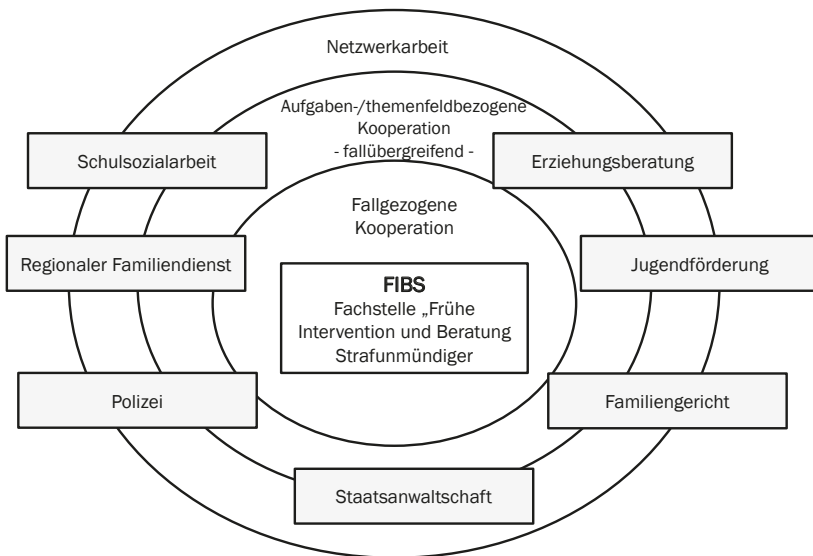 Netzwerkarbeit
Aufgaben-/themenfeldbezogene
Kooperation
- fallübergreifend -
Schulsozialarbeit
Erziehungsberatung
Fallgezogene
Kooperation
Regionaler Familiendienst
Jugendförderung
FIBS
Fachstelle „Frühe
Intervention und Beratung
Strafunmündiger
Polizei
Familiengericht
Staatsanwaltschaft